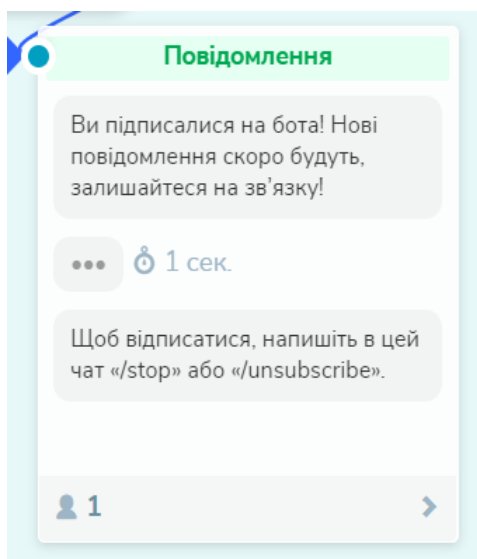 Повідомлення
Ви підписалися на бота! Нові
повідомлення скоро будуть,
залишайтеся на зв'язку!
1 сек.
Щоб відписатися, напишіть в цей
чат «/stop» або «/unsubscribe».
1